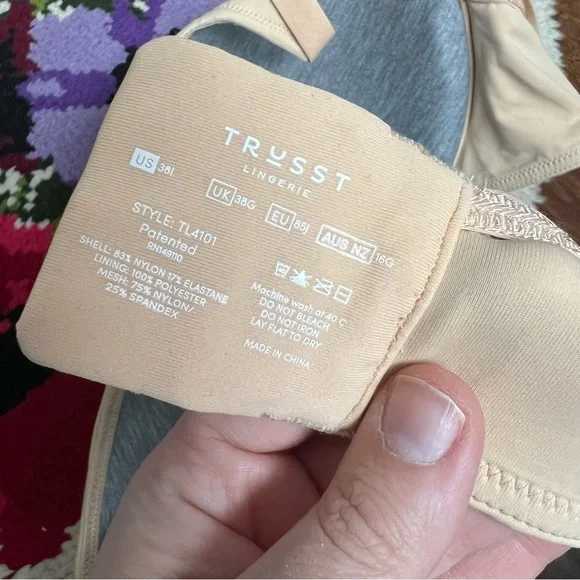 TRUSST
LINGERIE
US 38I
UK 38G
EU 85J
AUS NZ 16G
STYLE: TL4101
Patented
RN149110
SHELL: 83% NYLON 17% ELASTANE
LINING: 100% POLYESTER
MESH: 75% NYLON/
25% SPANDEX
Machine wash at 40 C
DO NOT BLEACH
DO NOT IRON
LAY FLAT TO DRY
MADE IN CHINA